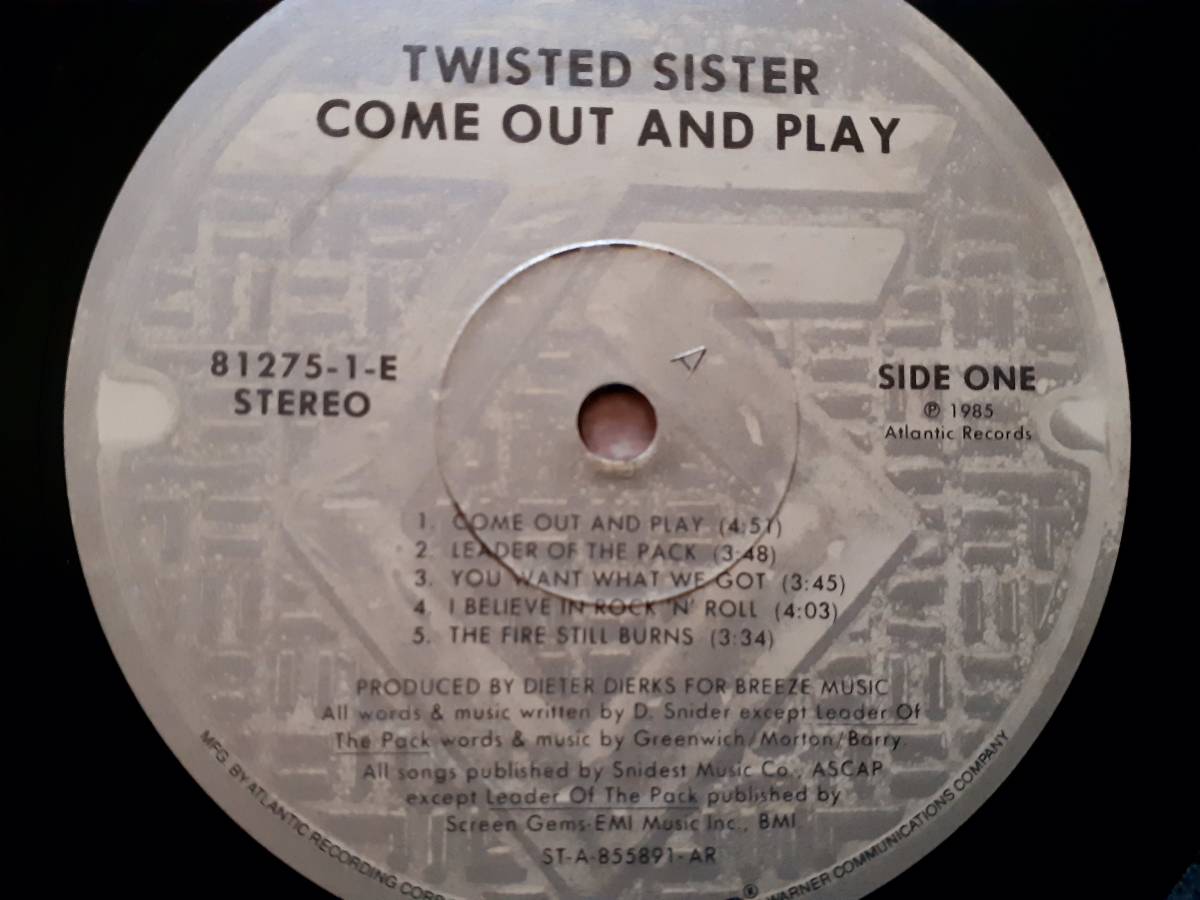 TWISTED SISTER
COME OUT AND PLAY
81275-1-E
STEREO
SIDE ONE
℗ 1985
Atlantic Records
A
1. COME OUT AND PLAY (4:51)
2. LEADER OF THE PACK (3:48)
3. YOU WANT WHAT WE GOT (3:45)
4. I BELIEVE IN ROCK 'N' ROLL (4:03)
5. THE FIRE STILL BURNS (3:34)
PRODUCED BY DIETER DIERKS FOR BREEZE MUSIC
All words & music written by D. Snider except Leader Of
The Pack words & music by Greenwich/Morton/Barry.
All songs published by Snidest Music Co., ASCAP
except Leader Of The Pack published by
Screen Gems-EMI Music Inc., BMI.
ST-A-855891-AR
MFG. BY ATLANTIC RECORDING CORP
® WARNER COMMUNICATIONS COMPANY